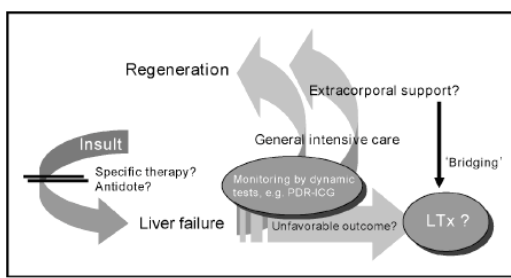 Regeneration
Extracorporal support?
Insult
General intensive care
'Bridging'
Specific therapy?
Antidote?
Monitoring by dynamic
tests, e.g. PDR-ICG
Liver failure
Unfavorable outcome?
LTx ?